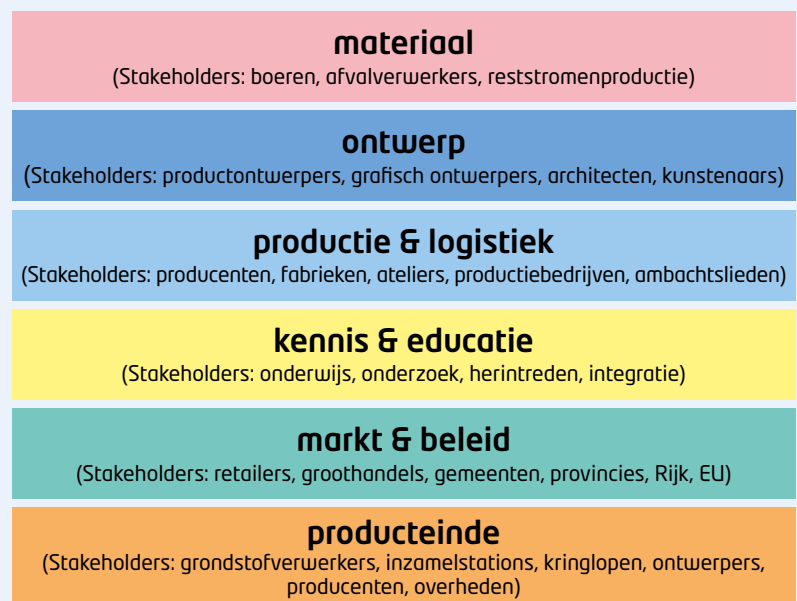 materiaal
(Stakeholders: boeren, afvalverwerkers, reststromenproductie)
ontwerp
(Stakeholders: productontwerpers, grafisch ontwerpers, architecten, kunstenaars)
productie & logistiek
(Stakeholders: producenten, fabrieken, ateliers, productiebedrijven, ambachtslieden)
kennis & educatie
(Stakeholders: onderwijs, onderzoek, herintreden, integratie)
markt & beleid
(Stakeholders: retailers, groothandels, gemeenten, provincies, Rijk, EU)
producteinde
(Stakeholders: grondstofverwerkers, inzamelstations, kringlopen, ontwerpers,
producenten, overheden)